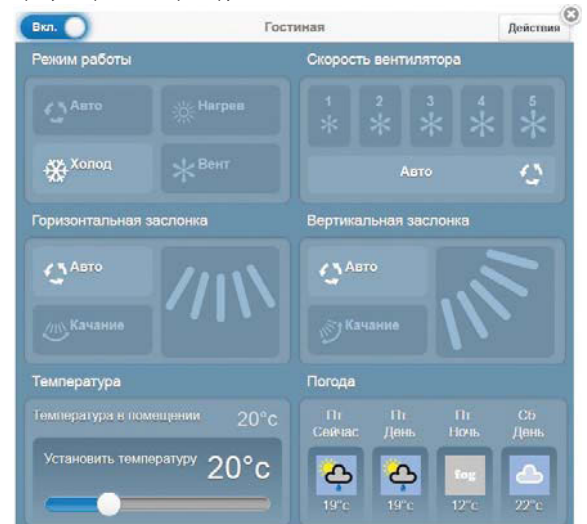 Вкл.
Гостиная
Действия
Режим работы
Авто
Нагрев
Холод
Вент
Скорость вентилятора
1 2 3 4 5
Авто
Горизонтальная заслонка
Авто
Качание
Вертикальная заслонка
Авто
Качание
Температура
Температура в помещении 20°c
Установить температуру 20°c
Погода
Пт Пт Пт Сб
Сейчас День Ночь День
fog
19°c 19°c 12°c 22°c